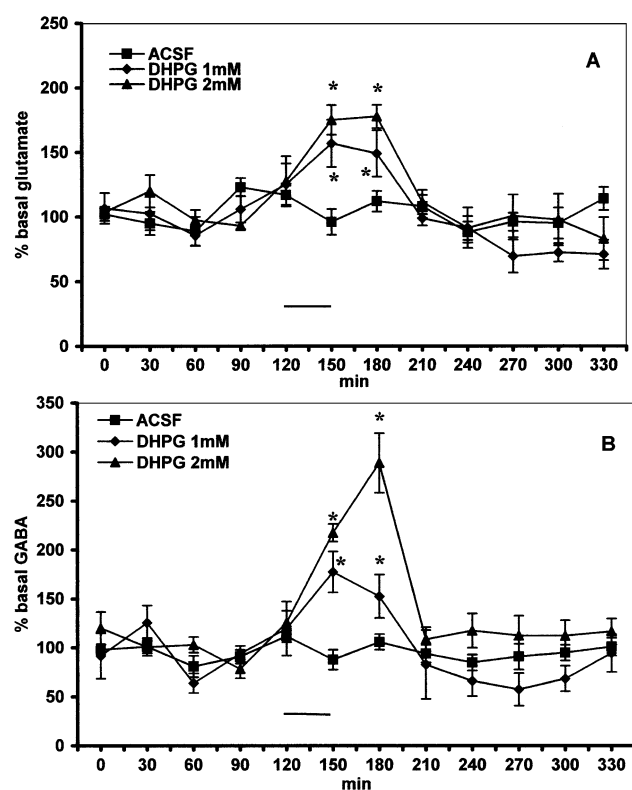 250
200
150
100
50
0
% basal glutamate
ACSF
DHPG 1mM
DHPG 2mM
A
* *
* *
0 30 60 90 120 150 180 210 240 270 300 330
min
350
300
250
200
150
100
50
0
% basal GABA
ACSF
DHPG 1mM
DHPG 2mM
B
*
*
* *
0 30 60 90 120 150 180 210 240 270 300 330
min